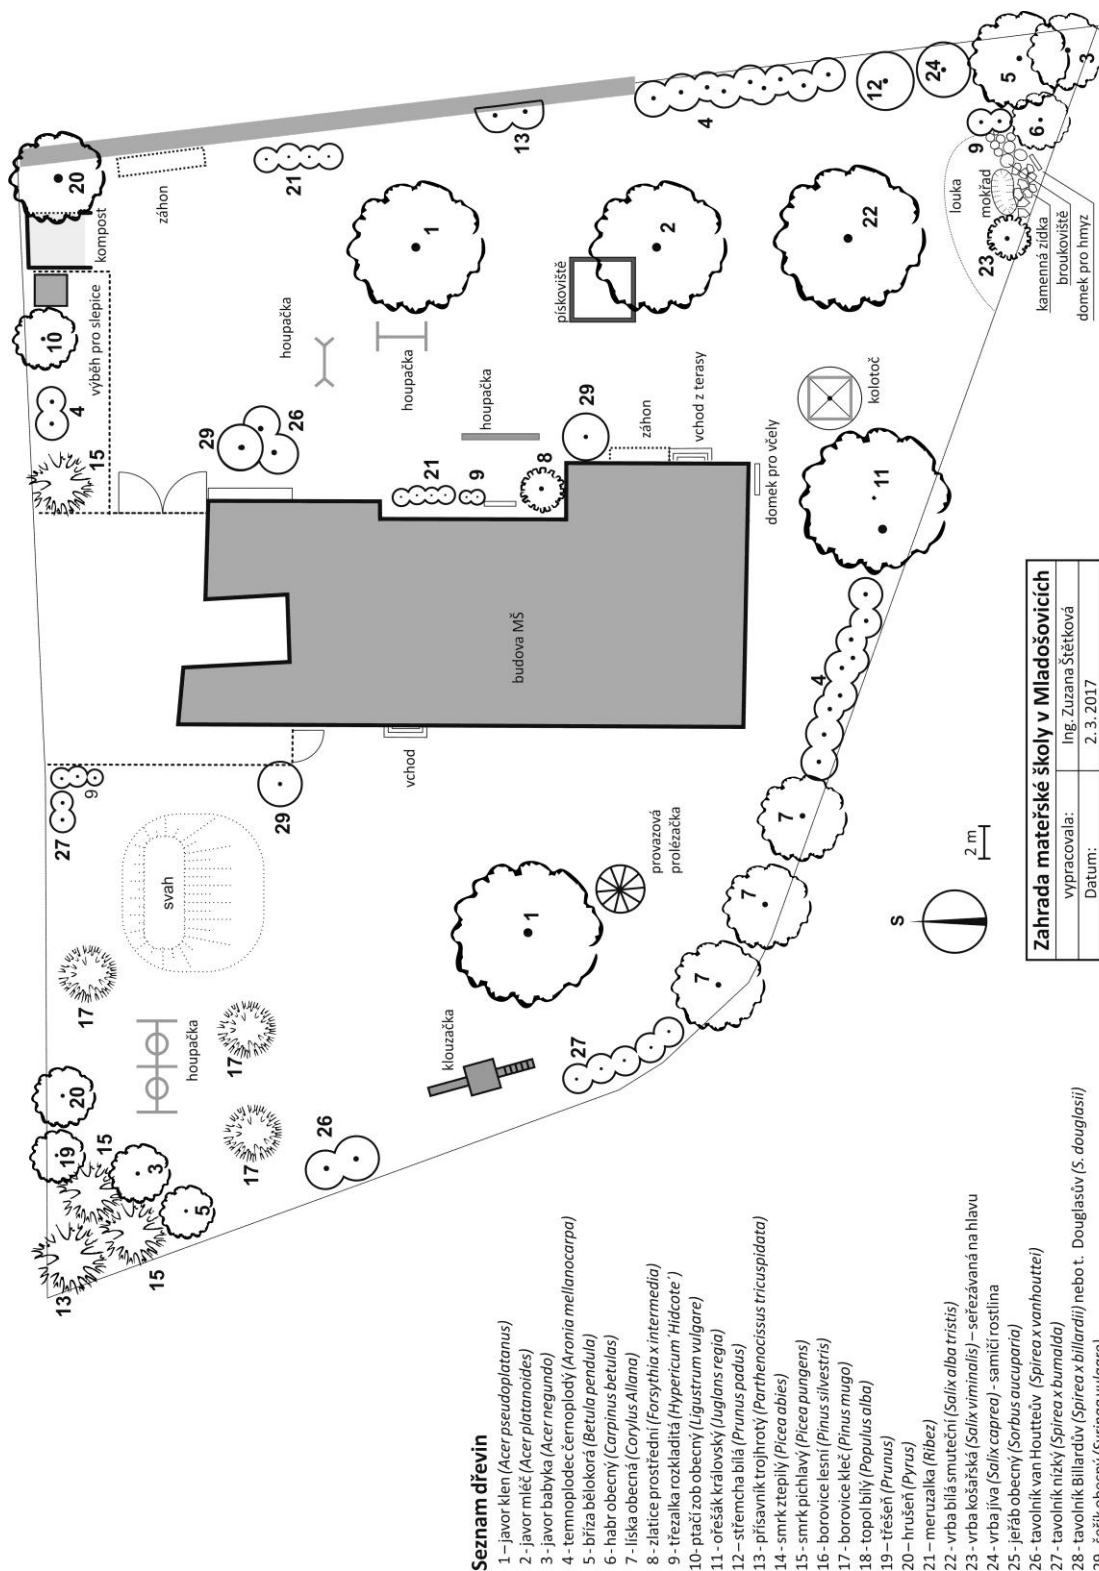 Seznam dřevin
1 – javor klen (Acer pseudoplatanus)
2 - javor mléč (Acer platanoides)
3 - javor babyka (Acer negundo)
4 - temnoplodec černoplodý (Aronia mellanocarpa)
5 - bříza bělokorá (Betula pendula)
6 - habr obecný (Carpinus betulas)
7 - líska obecná (Corylus Allana)
8 - zlatice prostřední (Forsythia x intermedia)
9 - třezalka rozkladitá (Hypericum ´Hidcote´)
10- ptačí zob obecný (Ligustrum vulgare)
11 - ořešák královský (Juglans regia)
12 – střemcha bílá (Prunus padus)
13 - přísavník trojhrotý (Parthenocissus tricuspidata)
14 - smrk ztepilý (Picea abies)
15 - smrk pichlavý (Picea pungens)
16 - borovice lesní (Pinus silvestris)
17 - borovice kleč (Pinus mugo)
18 - topol bílý (Populus alba)
19 – třešeň (Prunus)
20 – hrušeň (Pyrus)
21 – meruzalka (Ribez)
22 - vrba bílá smuteční (Salix alba tristis)
23 - vrba košařská (Salix viminalis) – seřezávaná na hlavu
24 - vrba jíva (Salix caprea) - samičí rostlina
25 - jeřáb obecný (Sorbus aucuparia)
26 - tavolník van Houtteův (Spirea x vanhouttei)
27 - tavolník nízký (Spirea x bumalda)
28 - tavolník Billardův (Spirea x billardii) nebo t. Douglasův (S. douglasii)
29 - šeřík obecný (Syringa vulgare)
13
19
20
15
3
15
5
17
houpačka
17
17
26
svah
27
9
29
klouzačka
27
1
provazová
prolézačka
vchod
7
7
7
4
budova MŠ
15
4
10
výběh pro slepice
kompost
20
záhon
29
26
houpačka
houpačka
houpačka
21
9
8
29
záhon
vchod z terasy
domek pro včely
21
1
13
pískoviště
2
22
kolotoč
11
4
12
24
5
3
6
9
louka
mokřad
23
kamenná zídka
broukoviště
domek pro hmyz
S
2 m
Zahrada mateřské školy v Mladošovicích
vypracovala: Ing. Zuzana Štětková
Datum: 2. 3. 2017